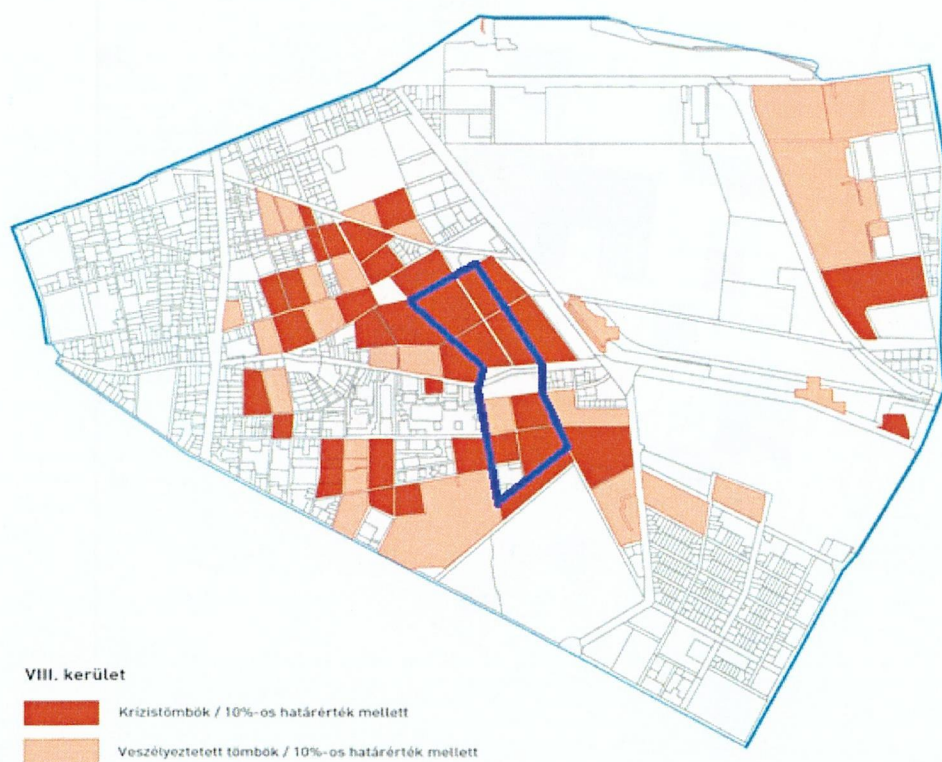 VIII. kerület
Krízistömbök / 10%-os határérték mellett
Veszélyeztetett tömbök / 10%-os határérték mellett